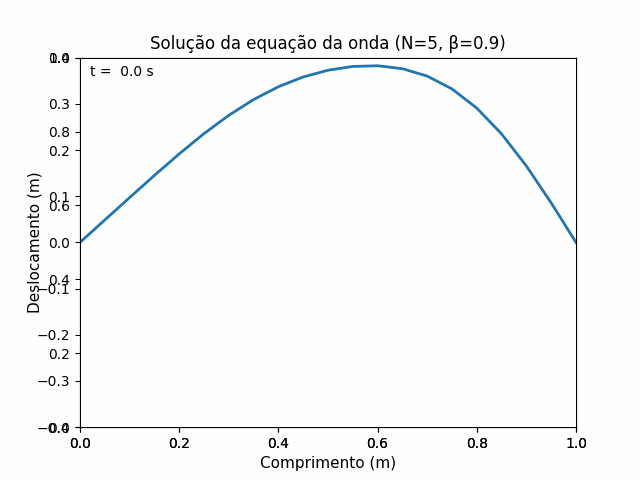 Solução da equação da onda (N=5, β=0.9)
t = 0.0 s
Deslocamento (m)
0.3
0.8
0.2
0.1
0.6
0.0
0.4
−0.1
−0.2
0.2
−0.3
0.0 0.2 0.4 0.6 0.8 1.0
Comprimento (m)